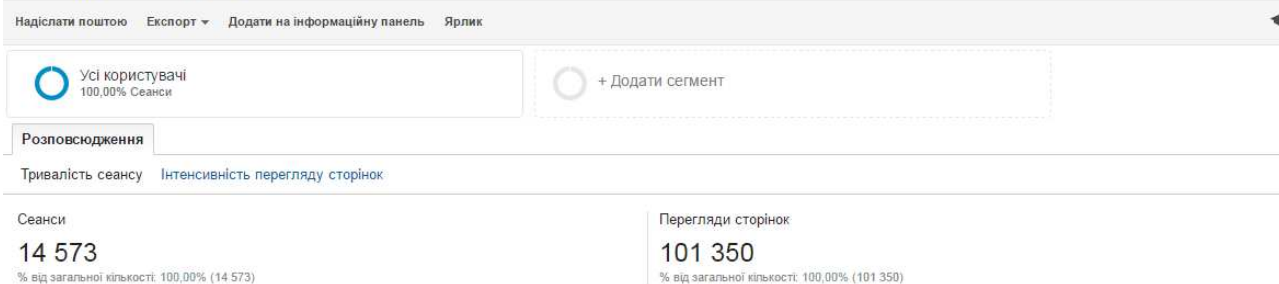 Надіслати поштою Експорт Додати на інформаційну панель Ярлик
Усі користувачі
100,00% Сеанси
+ Додати сегмент
Розповсюдження
Тривалість сеансу Інтенсивність перегляду сторінок
Сеанси
14 573
% від загальної кількості: 100,00% (14 573)
Перегляди сторінок
101 350
% від загальної кількості: 100,00% (101 350)